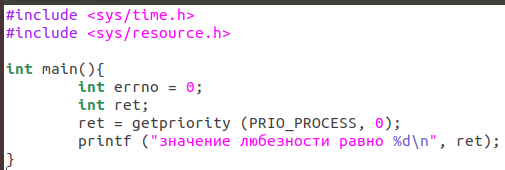 #include <sys/time.h>
#include <sys/resource.h>
int main(){
int errno = 0;
int ret;
ret = getpriority (PRIO_PROCESS, 0);
printf ("значение любезности равно %d\n", ret);
}